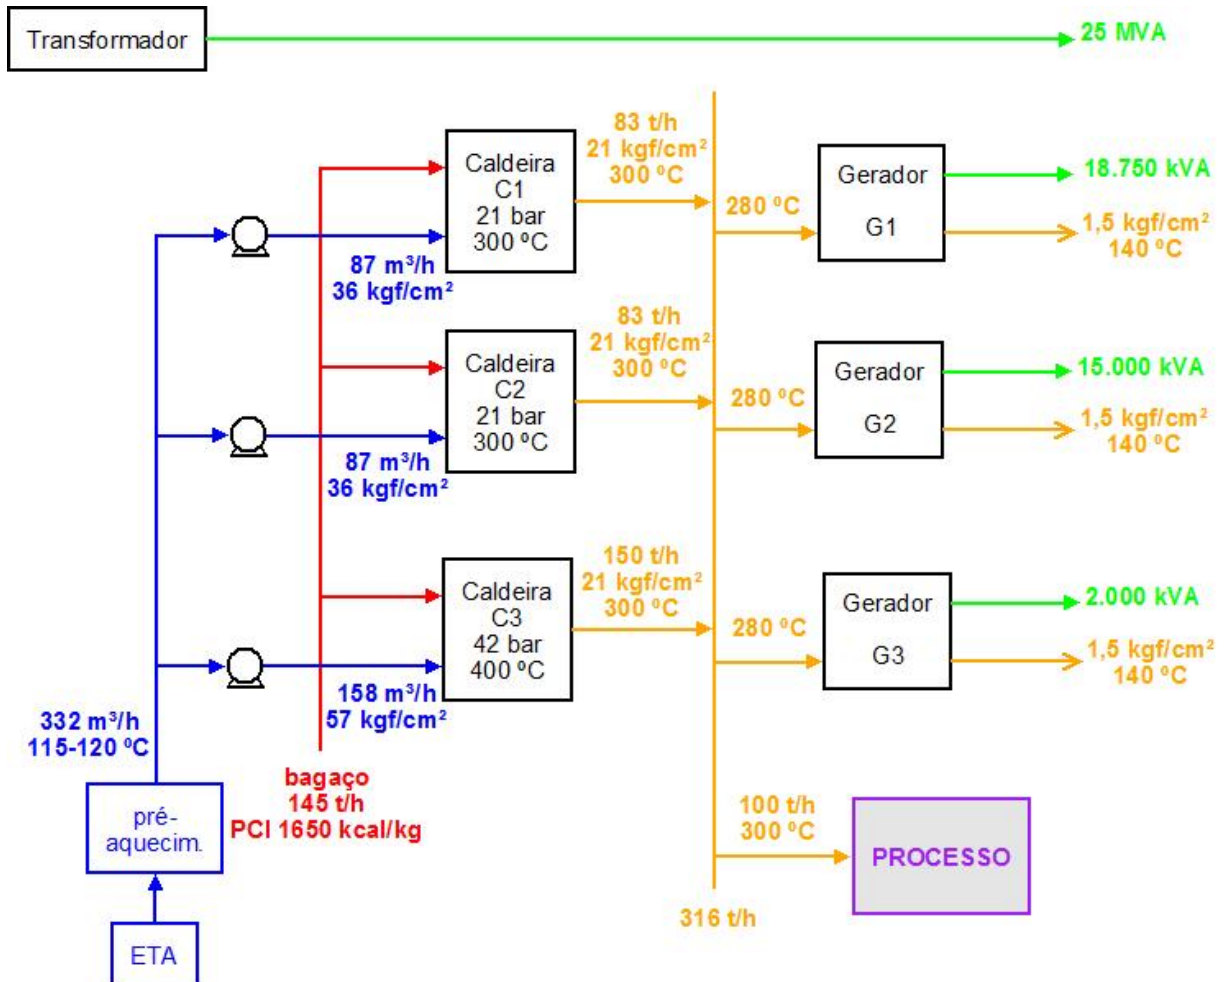 Transformador
25 MVA
Caldeira
C1
21 bar
300 ºC
83 t/h
21 kgf/cm²
300 ºC
280 ºC
Gerador
G1
18.750 kVA
1,5 kgf/cm²
140 ºC
87 m³/h
36 kgf/cm²
Caldeira
C2
21 bar
300 ºC
83 t/h
21 kgf/cm²
300 ºC
280 ºC
Gerador
G2
15.000 kVA
1,5 kgf/cm²
140 ºC
87 m³/h
36 kgf/cm²
Caldeira
C3
42 bar
400 ºC
150 t/h
21 kgf/cm²
300 ºC
280 ºC
Gerador
G3
2.000 kVA
1,5 kgf/cm²
140 ºC
158 m³/h
57 kgf/cm²
332 m³/h
115-120 ºC
bagaço
145 t/h
PCI 1650 kcal/kg
pré-
aquecim.
ETA
100 t/h
300 ºC
PROCESSO
316 t/h